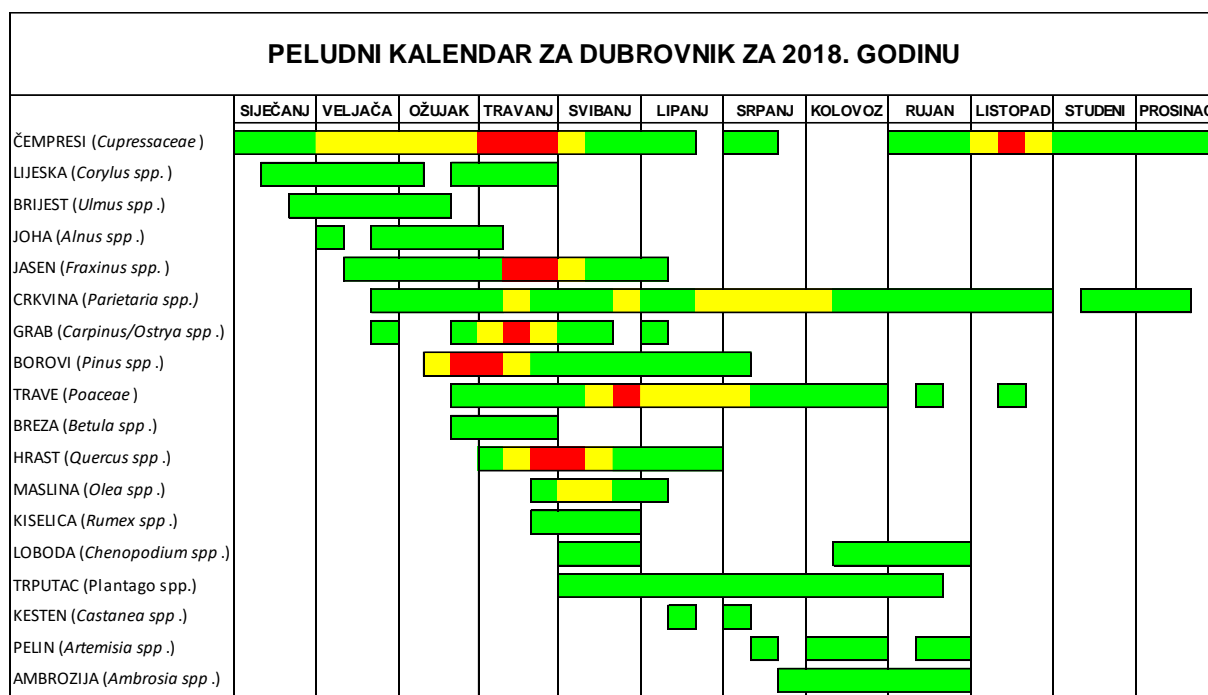 PELUDNI KALENDAR ZA DUBROVNIK ZA 2018. GODINU
SIJEČANJ VELJAČA OŽUJAK TRAVANJ SVIBANJ LIPANJ SRPANJ KOLOVOZ RUJAN LISTOPAD STUDENI PROSINAC
ČEMPRESI (Cupressaceae )
LIJESKA (Corylus spp. )
BRIJEST (Ulmus spp .)
JOHA (Alnus spp .)
JASEN (Fraxinus spp. )
CRKVINA (Parietaria spp.)
GRAB (Carpinus/Ostrya spp .)
BOROVI (Pinus spp .)
TRAVE (Poaceae )
BREZA (Betula spp .)
HRAST (Quercus spp .)
MASLINA (Olea spp .)
KISELICA (Rumex spp .)
LOBODA (Chenopodium spp .)
TRPUTAC (Plantago spp.)
KESTEN (Castanea spp .)
PELIN (Artemisia spp .)
AMBROZIJA (Ambrosia spp .)